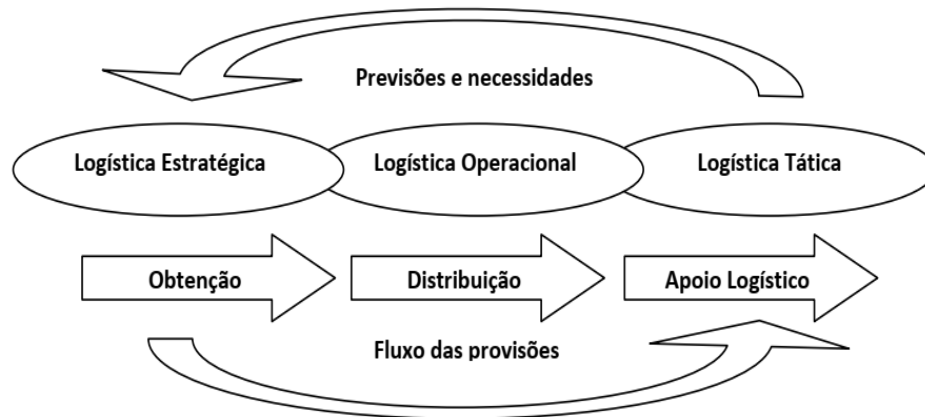 Previsões e necessidades
Logística Estratégica
Logística Operacional
Logística Tática
Obtenção
Distribuição
Apoio Logístico
Fluxo das provisões